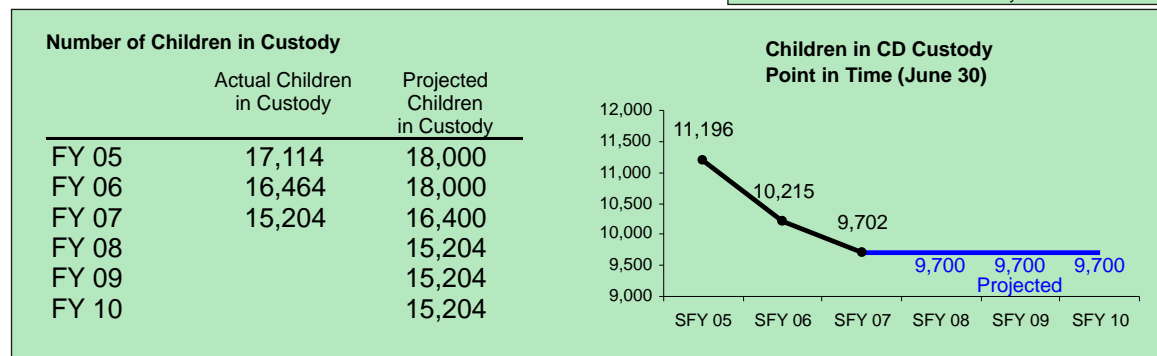 Number of Children in Custody
Actual Children in Custody
Projected Children in Custody
FY 05 17,114 18,000
FY 06 16,464 18,000
FY 07 15,204 16,400
FY 08 15,204
FY 09 15,204
FY 10 15,204
Children in CD Custody
Point in Time (June 30)
12,000
11,500
11,000
10,500
10,000
9,500
9,000
11,196
10,215
9,702
9,700 9,700 9,700
Projected
SFY 05 SFY 06 SFY 07 SFY 08 SFY 09 SFY 10